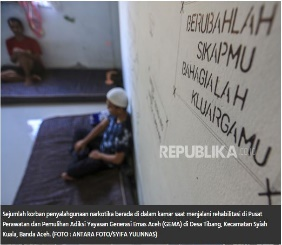 BERUBAHLAH
SIKAPMU
BAHAGIALAH
KLUARGAMU
REPUBLIKA
Sejumlah korban penyalahgunaan narkotika berada di dalam kamar saat menjalani rehabilitasi di Pusat
Perawatan dan Pemulihan Adiksi Yayasan Generasi Emas Aceh (GEMA) di Desa Tibang, Kecamatan Syiah
Kuala, Banda Aceh. (FOTO : ANTARA FOTO/SYIFA YULINNAS)